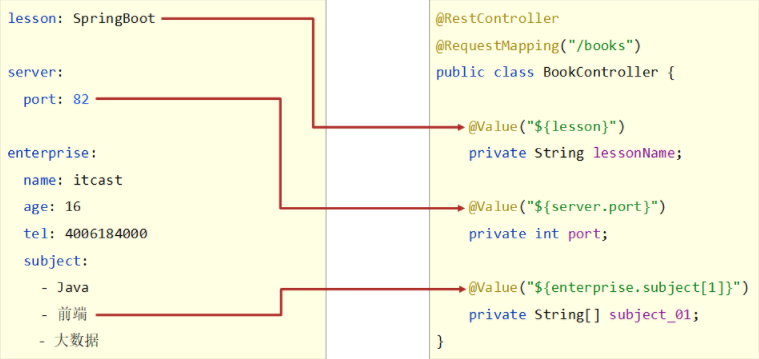 lesson: SpringBoot
server:
port: 82
enterprise:
name: itcast
age: 16
tel: 4006184000
subject:
- Java
- 前端
- 大数据
@RestController
@RequestMapping("/books")
public class BookController {
@Value("${lesson}")
private String lessonName;
@Value("${server.port}")
private int port;
@Value("${enterprise.subject[1]}")
private String[] subject_01;
}